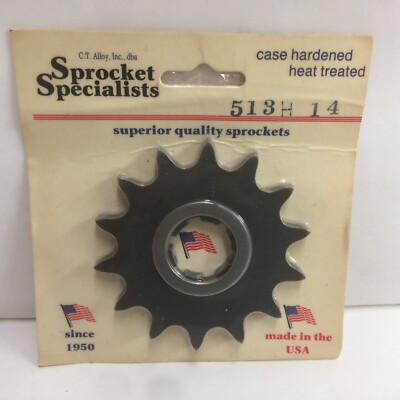 C.T. Alloy, Inc., dba
Sprocket
Specialists
case hardened
heat treated
513H 14
superior quality sprockets
since
1950
made in the
USA